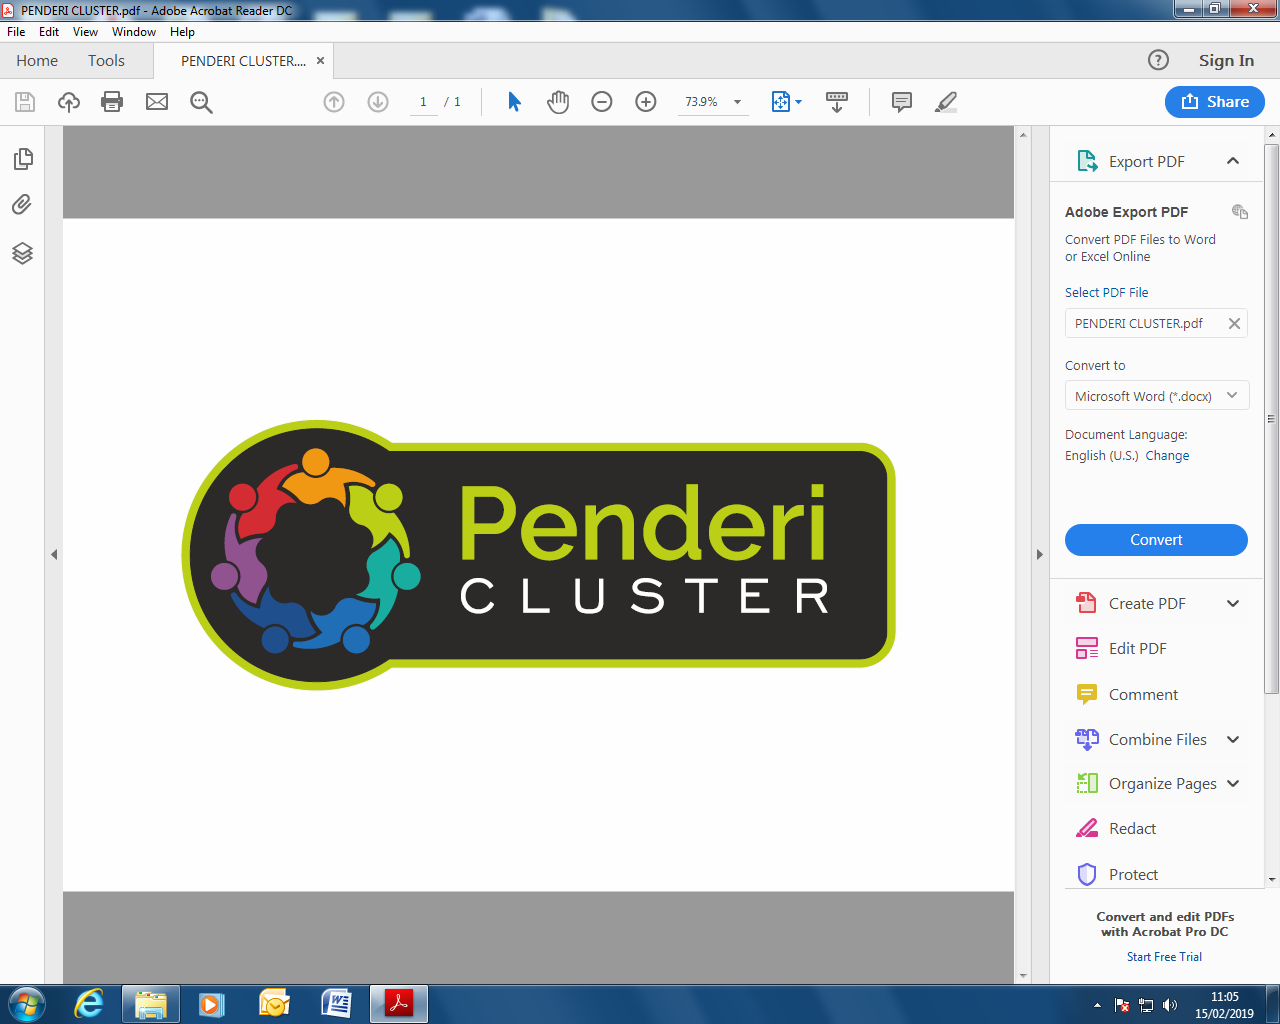 PENDERI CLUSTER.pdf - Adobe Acrobat Reader DC
File Edit View Window Help
Home Tools PENDERI CLUSTER.... × ? Sign In
1 / 1 73.9% Share
Export PDF
Adobe Export PDF
Convert PDF Files to Word
or Excel Online
Select PDF File
PENDERI CLUSTER.pdf
Convert to
Microsoft Word (*.docx)
Document Language:
English (U.S.) Change
Convert
Create PDF
Edit PDF
Comment
Combine Files
Organize Pages
Redact
Protect
Convert and edit PDFs
with Acrobat Pro DC
Start Free Trial
Penderi
CLUSTER
11:05
15/02/2019